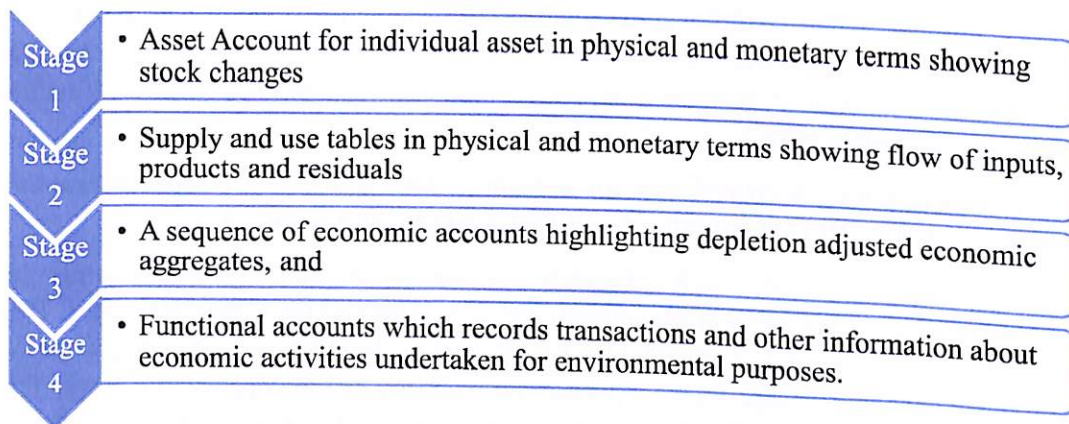 Stage
1
• Asset Account for individual asset in physical and monetary terms showing
stock changes
Stage
2
• Supply and use tables in physical and monetary terms showing flow of inputs,
products and residuals
Stage
3
• A sequence of economic accounts highlighting depletion adjusted economic
aggregates, and
Stage
4
• Functional accounts which records transactions and other information about
economic activities undertaken for environmental purposes.